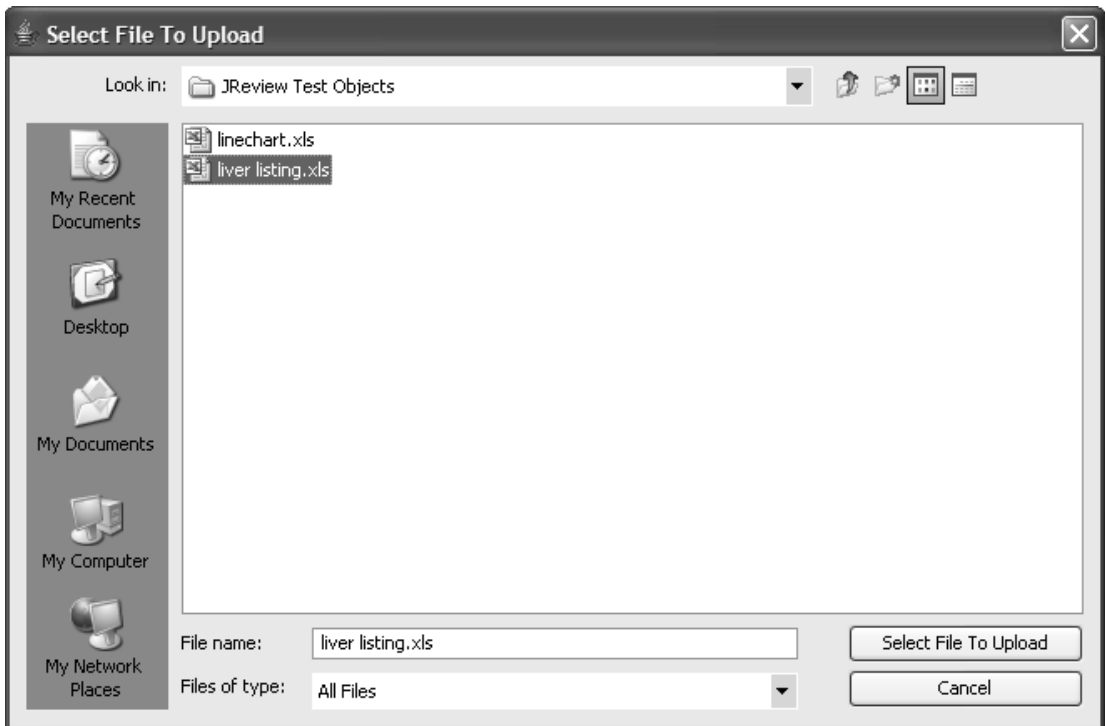 Select File To Upload
Look in:
JReview Test Objects
linechart.xls
liver listing.xls
My Recent
Documents
Desktop
My Documents
My Computer
My Network
Places
File name:
liver listing.xls
Select File To Upload
Files of type:
All Files
Cancel